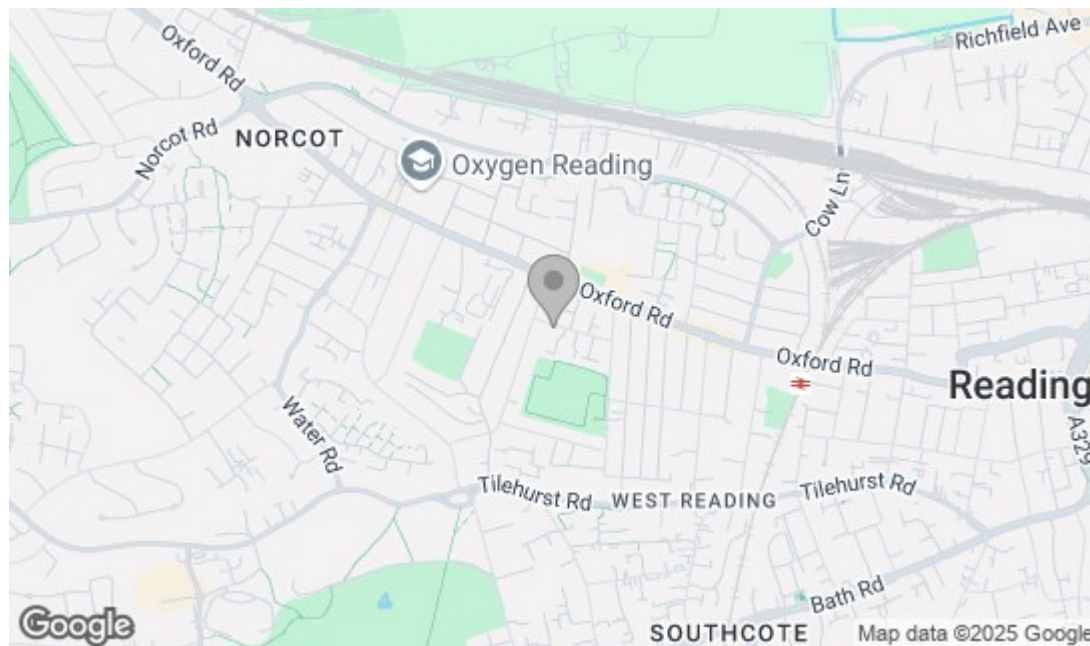 Oxford Rd
Richfield Ave
Norcot Rd
NORCOT
Oxygen Reading
Cow Ln
Oxford Rd
Oxford Rd
Reading
A329
Water Rd
Tilehurst Rd
WEST READING
Tilehurst Rd
Bath Rd
SOUTHCOTE
Google
Map data ©2025 Google